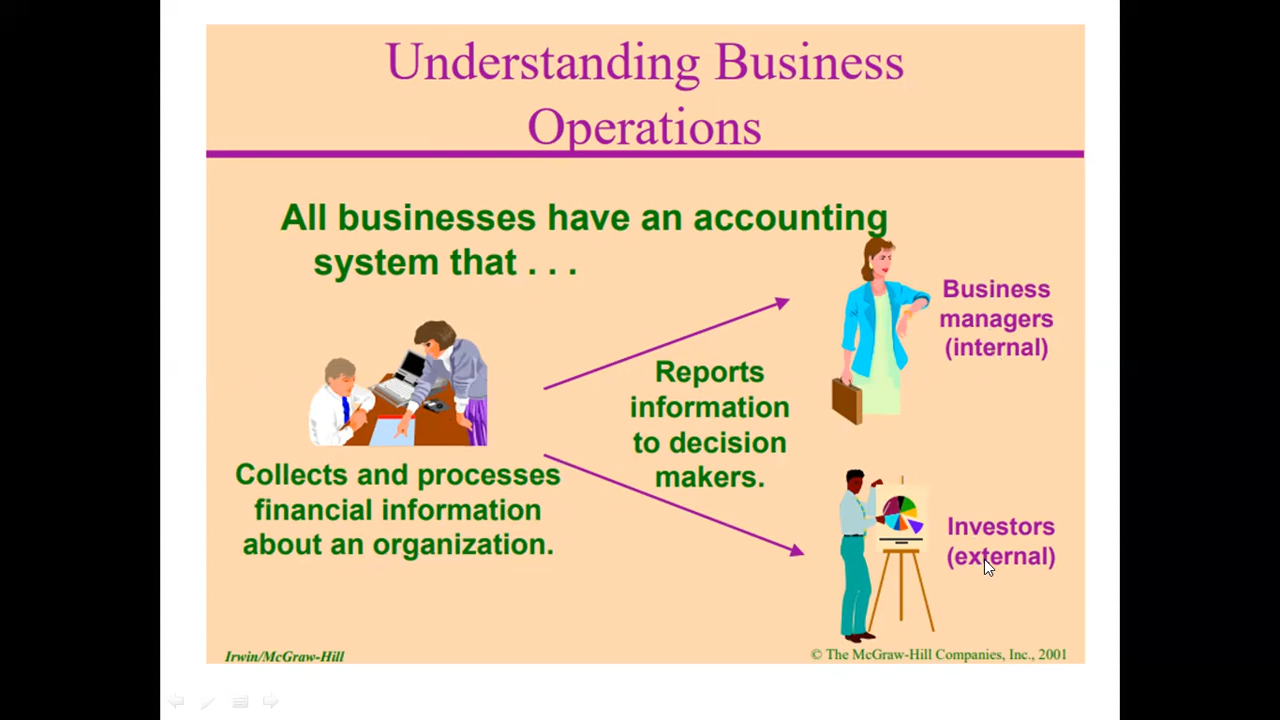 Understanding Business
Operations
All businesses have an accounting
system that . . .
Business
managers
(internal)
Reports
information
to decision
makers.
Collects and processes
financial information
about an organization.
Investors
(external)
Irwin/McGraw-Hill
© The McGraw-Hill Companies, Inc., 2001